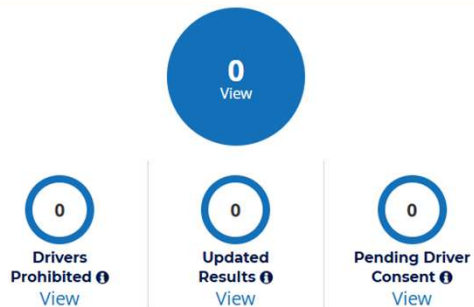 0
View
0
Drivers
Prohibited
View
0
Updated
Results
View
0
Pending Driver
Consent
View